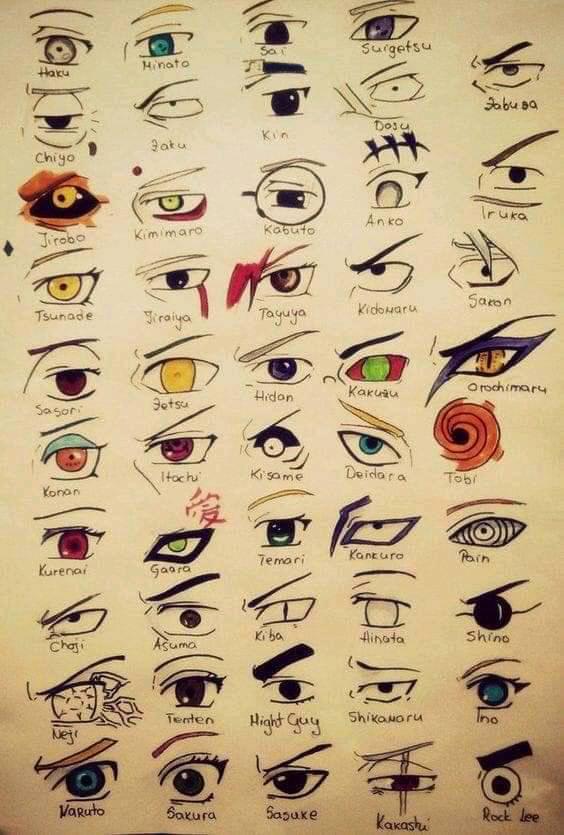 Haku Minato Sai Suigetsu
Zabuza
Chiyo Zaku Kin Dosu
Jirobo Kimimaro Kabuto Anko Iruka
Tsunade Jiraiya Tayuya Kidomaru Sakon
Sasori Zetsu Hidan Kakuzu Orochimaru
Konan Itachi Kisame Deidara Tobi
愛
Kurenai Gaara Temari Kankuro Pain
Choji Asuma Kiba Hinata Shino
Neji Tenten Might Guy Shikamaru Ino
Naruto Sakura Sasuke Kakashi Rock Lee